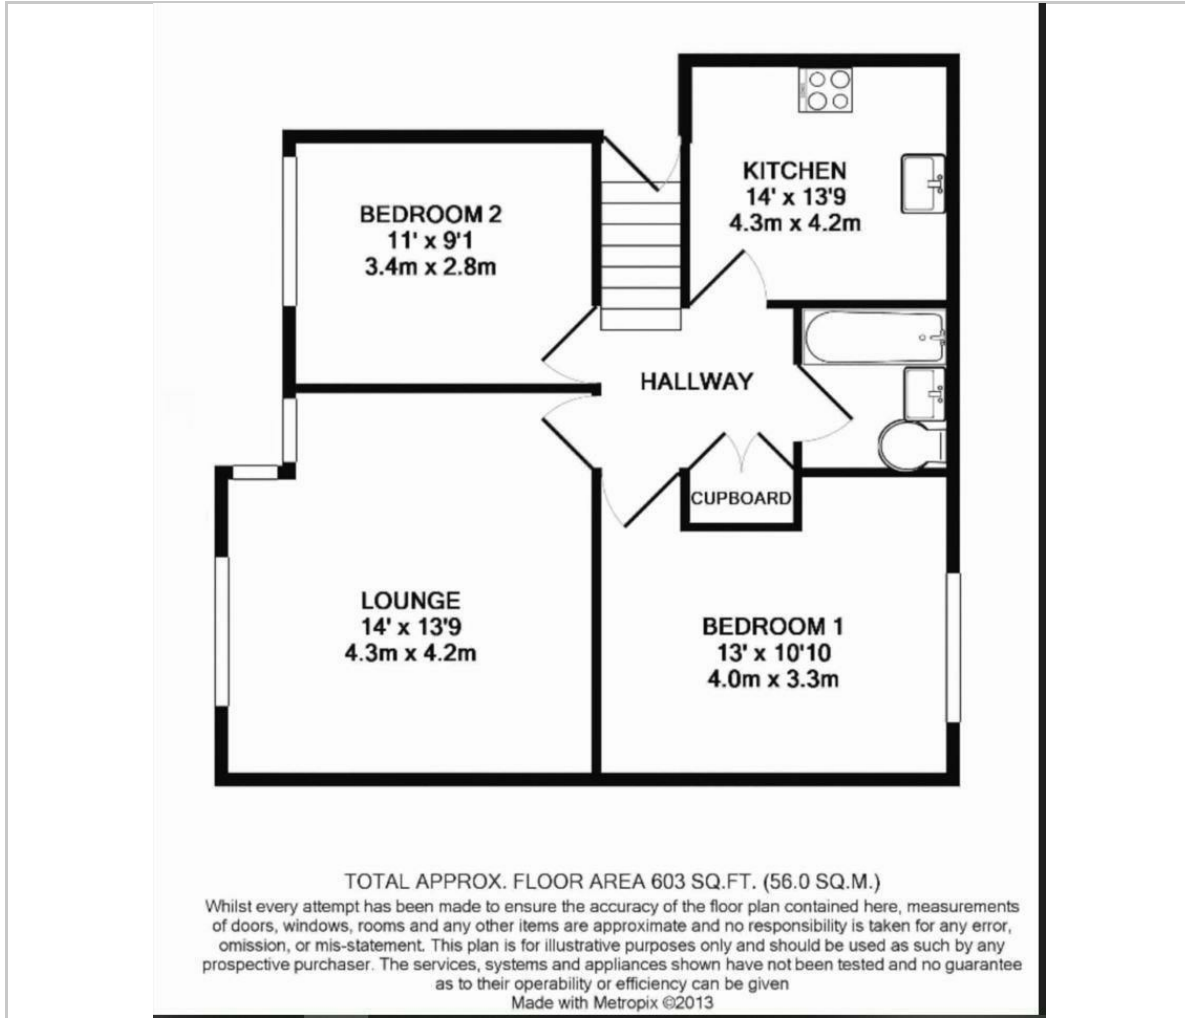 KITCHEN
14' x 13'9
4.3m x 4.2m
BEDROOM 2
11' x 9'1
3.4m x 2.8m
HALLWAY
CUPBOARD
LOUNGE
14' x 13'9
4.3m x 4.2m
BEDROOM 1
13' x 10'10
4.0m x 3.3m
TOTAL APPROX. FLOOR AREA 603 SQ.FT. (56.0 SQ.M.)
Whilst every attempt has been made to ensure the accuracy of the floor plan contained here, measurements
of doors, windows, rooms and any other items are approximate and no responsibility is taken for any error,
omission, or mis-statement. This plan is for illustrative purposes only and should be used as such by any
prospective purchaser. The services, systems and appliances shown have not been tested and no guarantee
as to their operability or efficiency can be given
Made with Metropix ©2013